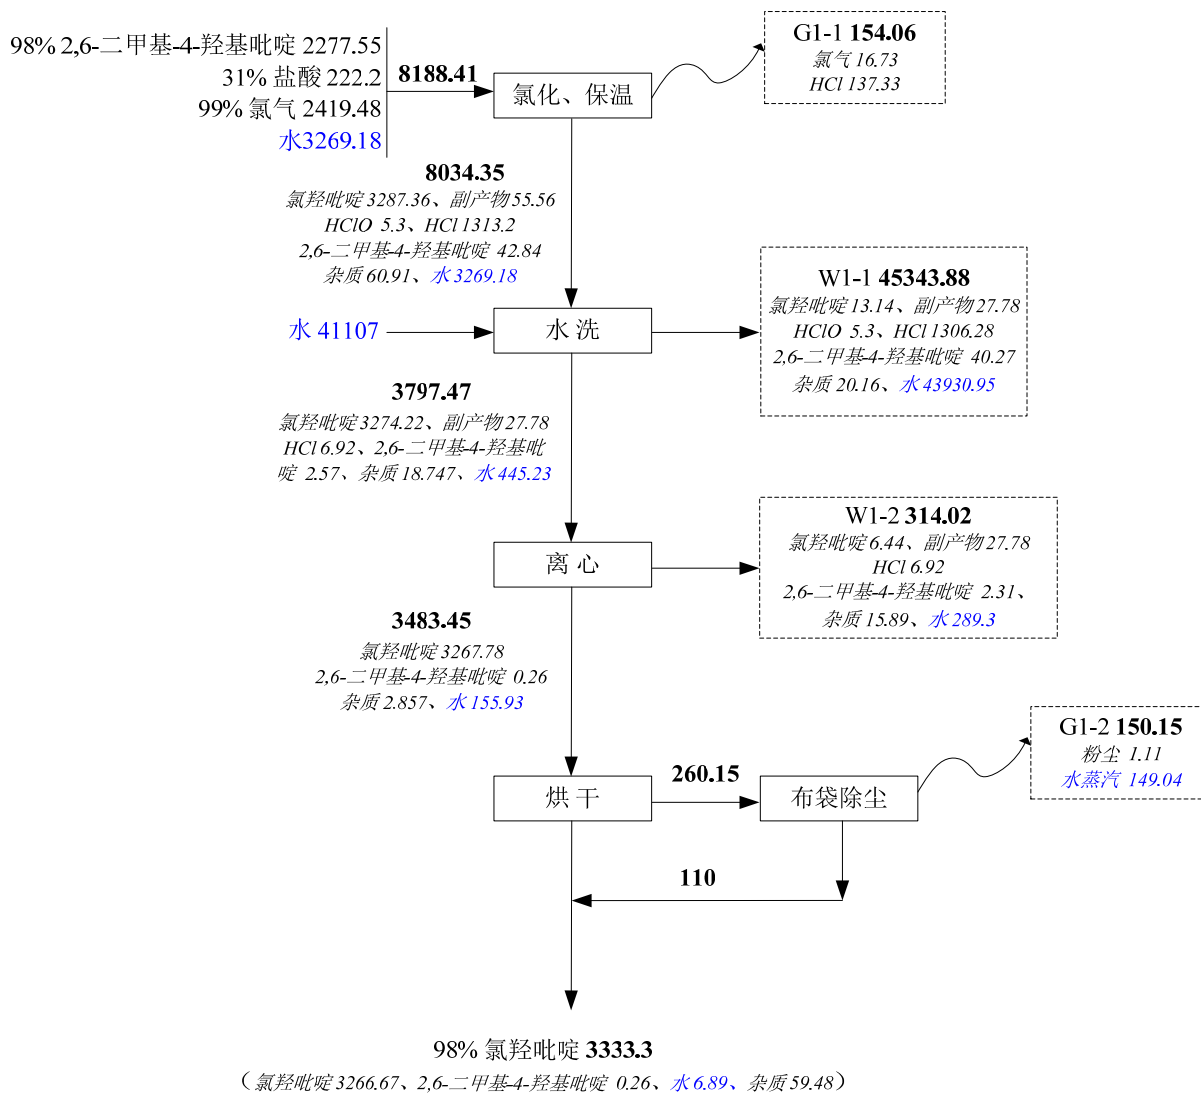 98% 2,6-二甲基-4-羟基吡啶 2277.55
31% 盐酸 222.2
99% 氯气 2419.48
水3269.18
8188.41
氯化、保温
G1-1 154.06
氯气 16.73
HCl 137.33
8034.35
氯羟吡啶 3287.36、副产物 55.56
HClO 5.3、HCl 1313.2
2,6-二甲基-4-羟基吡啶 42.84
杂质 60.91、水 3269.18
水 41107
水 洗
W1-1 45343.88
氯羟吡啶 13.14、副产物 27.78
HClO 5.3、HCl 1306.28
2,6-二甲基-4-羟基吡啶 40.27
杂质 20.16、水 43930.95
3797.47
氯羟吡啶 3274.22、副产物 27.78
HCl 6.92、2,6-二甲基-4-羟基吡
啶 2.57、杂质 18.747、水 445.23
离 心
W1-2 314.02
氯羟吡啶 6.44、副产物 27.78
HCl 6.92
2,6-二甲基-4-羟基吡啶 2.31、
杂质 15.89、水 289.3
3483.45
氯羟吡啶 3267.78
2,6-二甲基-4-羟基吡啶 0.26
杂质 2.857、水 155.93
烘 干
260.15
布袋除尘
G1-2 150.15
粉尘 1.11
水蒸汽 149.04
110
98% 氯羟吡啶 3333.3
（氯羟吡啶 3266.67、2,6-二甲基-4-羟基吡啶 0.26、水 6.89、杂质 59.48）